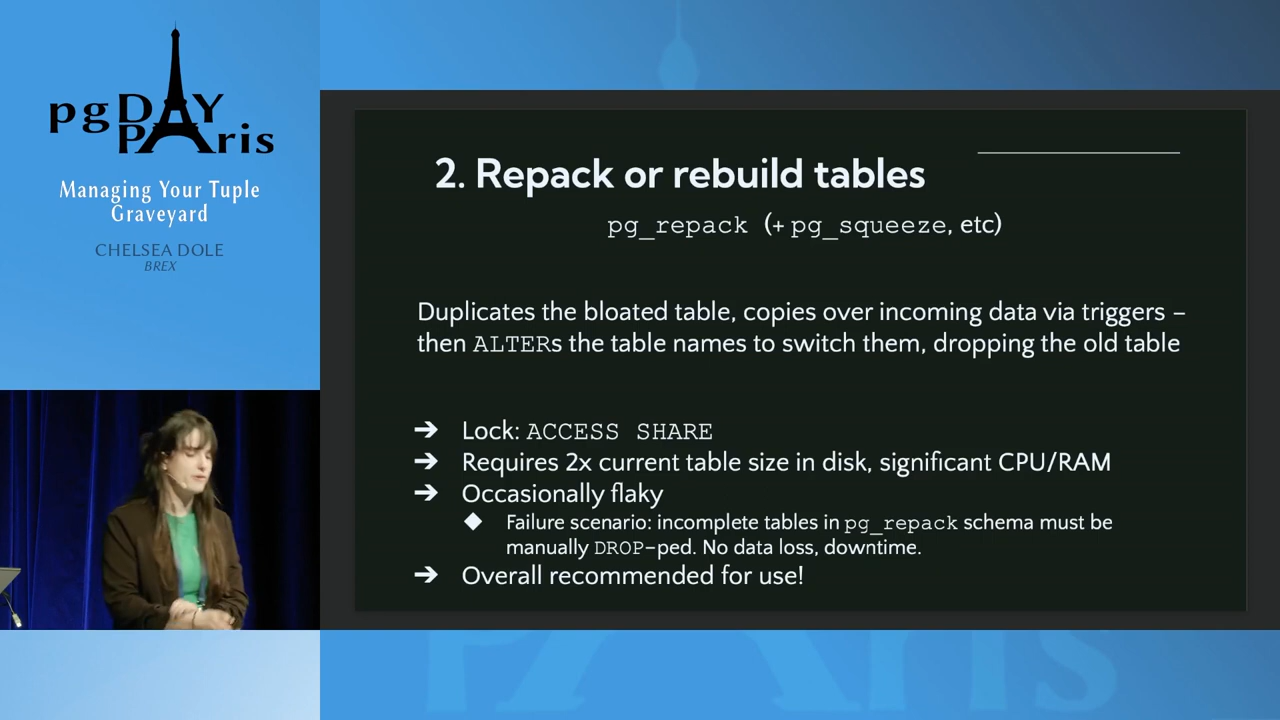 pgDAY
PAris
Managing Your Tuple
Graveyard
CHELSEA DOLE
BREX
2. Repack or rebuild tables
pg_repack (+ pg_squeeze, etc)
Duplicates the bloated table, copies over incoming data via triggers –
then ALTERs the table names to switch them, dropping the old table
➔ Lock: ACCESS SHARE
➔ Requires 2x current table size in disk, significant CPU/RAM
➔ Occasionally flaky
◆ Failure scenario: incomplete tables in pg_repack schema must be
manually DROP–ped. No data loss, downtime.
➔ Overall recommended for use!